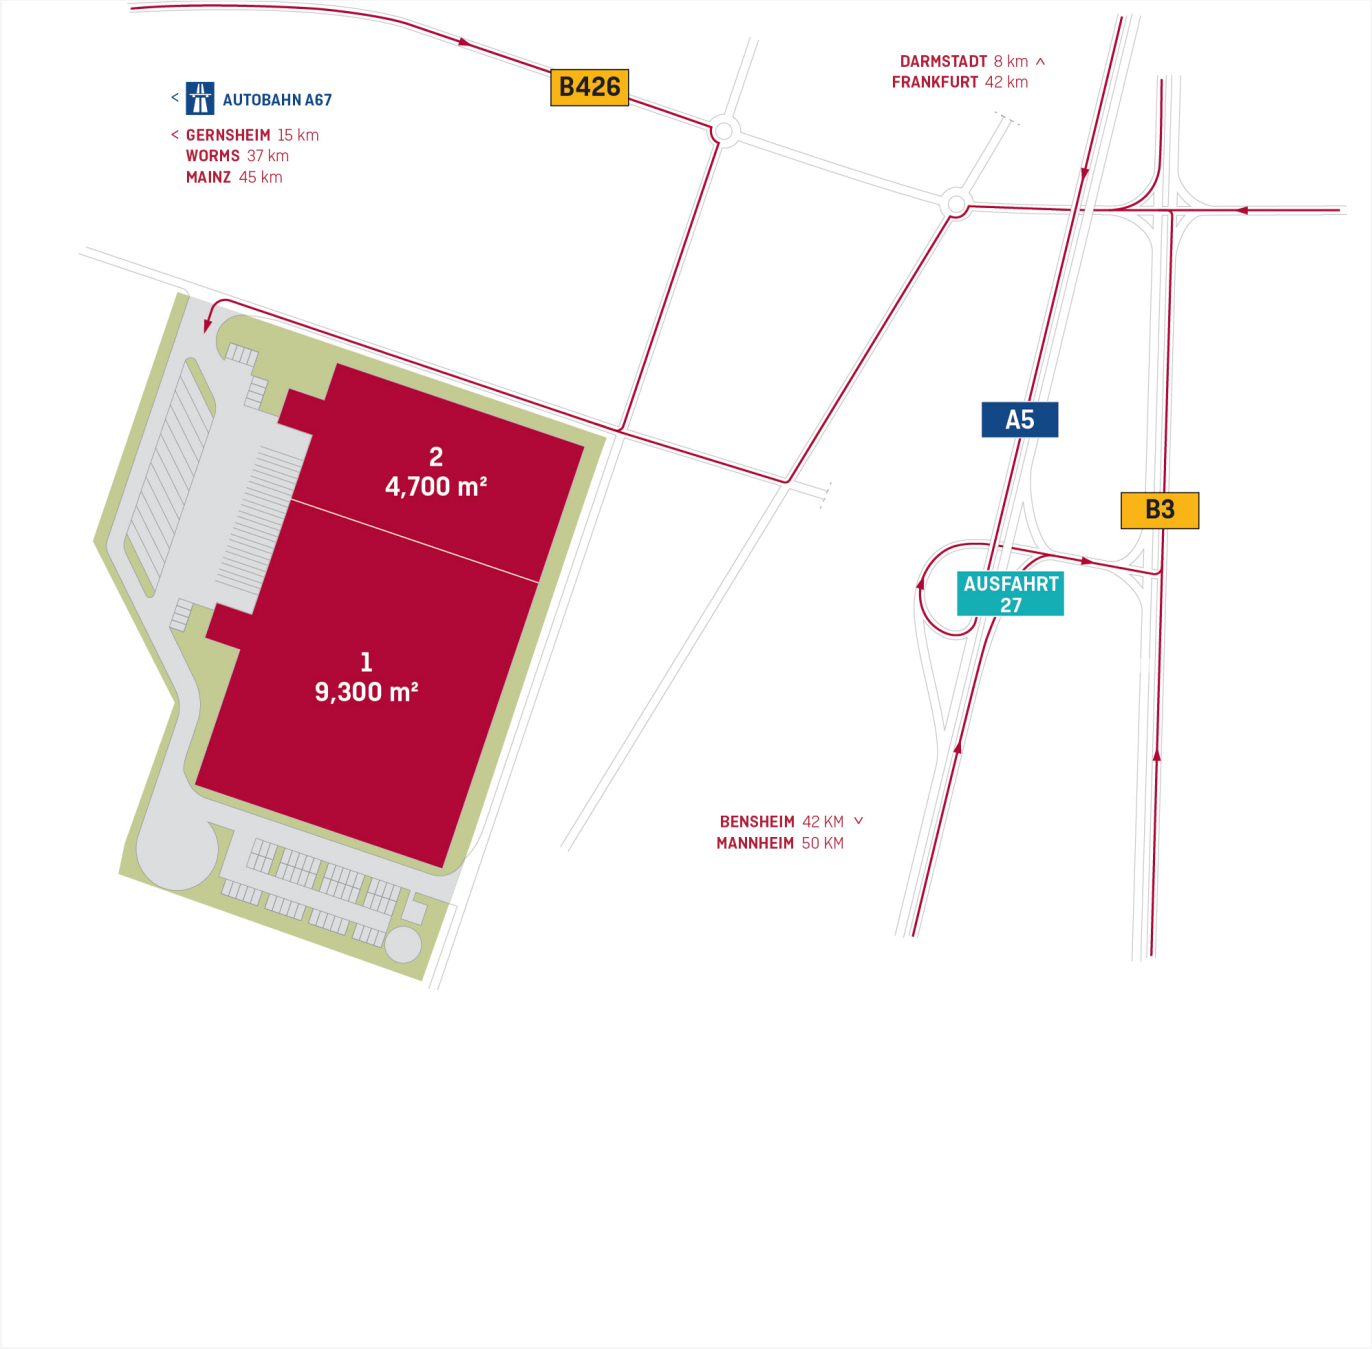 DARMSTADT 8 km ^
FRANKFURT 42 km
B426
< AUTOBAHN A67
< GERNSHEIM 15 km
WORMS 37 km
MAINZ 45 km
A5
2
4,700 m²
B3
AUSFAHRT
27
1
9,300 m²
BENSHEIM 42 KM ˅
MANNHEIM 50 KM